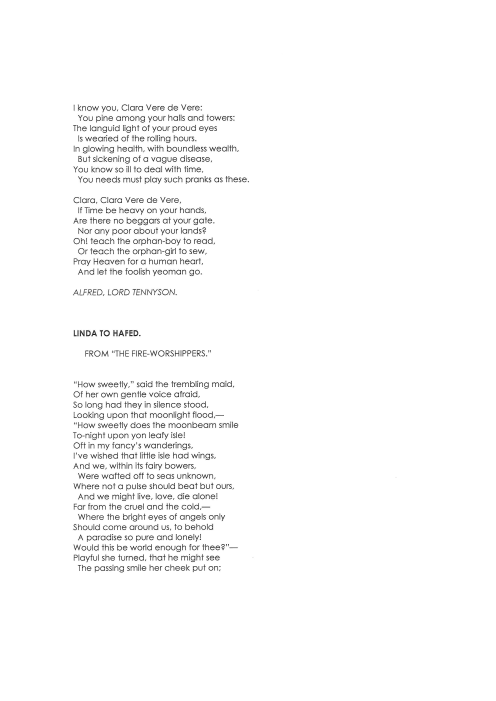 I know you, Clara Vere de Vere:
You pine among your halls and towers:
The languid light of your proud eyes
Is wearied of the rolling hours.
In glowing health, with boundless wealth,
But sickening of a vague disease,
You know so ill to deal with time,
You needs must play such pranks as these.
Clara, Clara Vere de Vere,
If Time be heavy on your hands,
Are there no beggars at your gate.
Nor any poor about your lands?
Oh! teach the orphan-boy to read,
Or teach the orphan-girl to sew,
Pray Heaven for a human heart,
And let the foolish yeoman go.
ALFRED, LORD TENNYSON.
LINDA TO HAFED.
FROM "THE FIRE-WORSHIPPERS."
"How sweetly," said the trembling maid,
Of her own gentle voice afraid,
So long had they in silence stood,
Looking upon that moonlight flood,—
"How sweetly does the moonbeam smile
To-night upon yon leafy isle!
Oft in my fancy's wanderings,
I've wished that little isle had wings,
And we, within its fairy bowers,
Were wafted off to seas unknown,
Where not a pulse should beat but ours,
And we might live, love, die alone!
Far from the cruel and the cold,—
Where the bright eyes of angels only
Should come around us, to behold
A paradise so pure and lonely!
Would this be world enough for thee?"—
Playful she turned, that he might see
The passing smile her cheek put on;